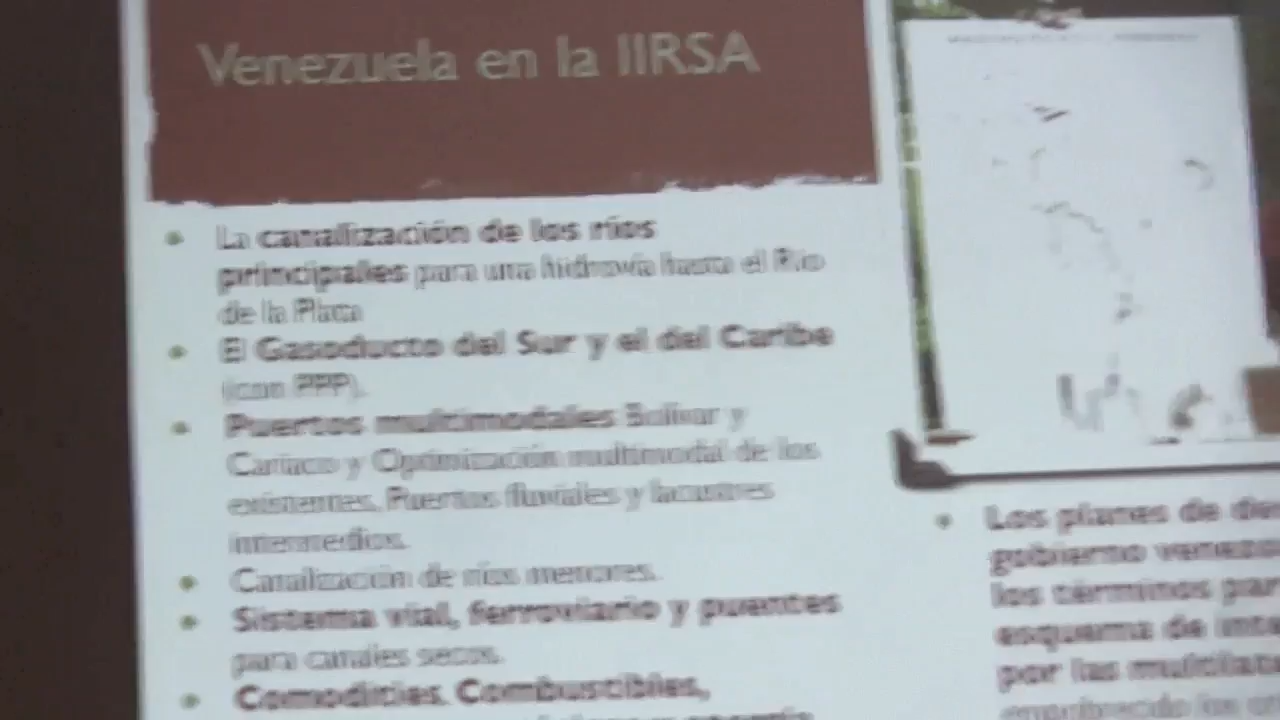 Venezuela en la IIRSA
La canalización de los ríos
principales para una hidrovía hasta el Rio
de la Plata
El Gasoducto del Sur y el del Caribe
(con PPP).
Puertos multimodales Bolívar y
Cariaco y Optimización multimodal de los
existentes. Puertos fluviales y lacustres
intermedios.
Canalización de ríos menores.
Sistema vial, ferroviario y puentes
para canales secos.
Comodities. Combustibles,
Los planes de
gobierno
los términos
esquema de
por las